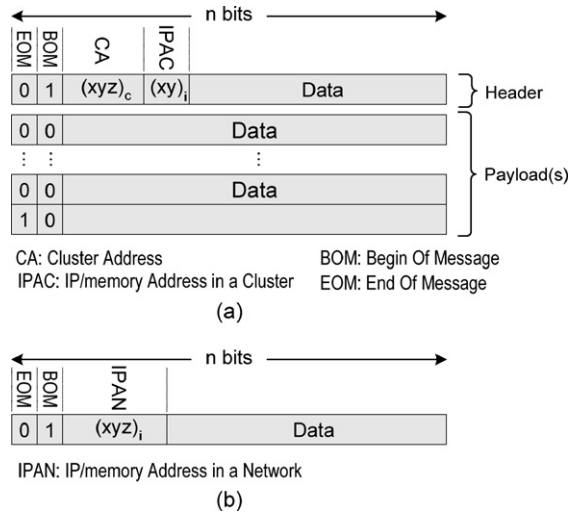 n bits
EOM BOM CA IPAC
0 1 (xyz)c (xy)i Data Header
0 0 Data
⋮ ⋮ ⋮
0 0 Data Payload(s)
1 0
CA: Cluster Address BOM: Begin Of Message
IPAC: IP/memory Address in a Cluster EOM: End Of Message
(a)
n bits
EOM BOM IPAN
0 1 (xyz)i Data
IPAN: IP/memory Address in a Network
(b)